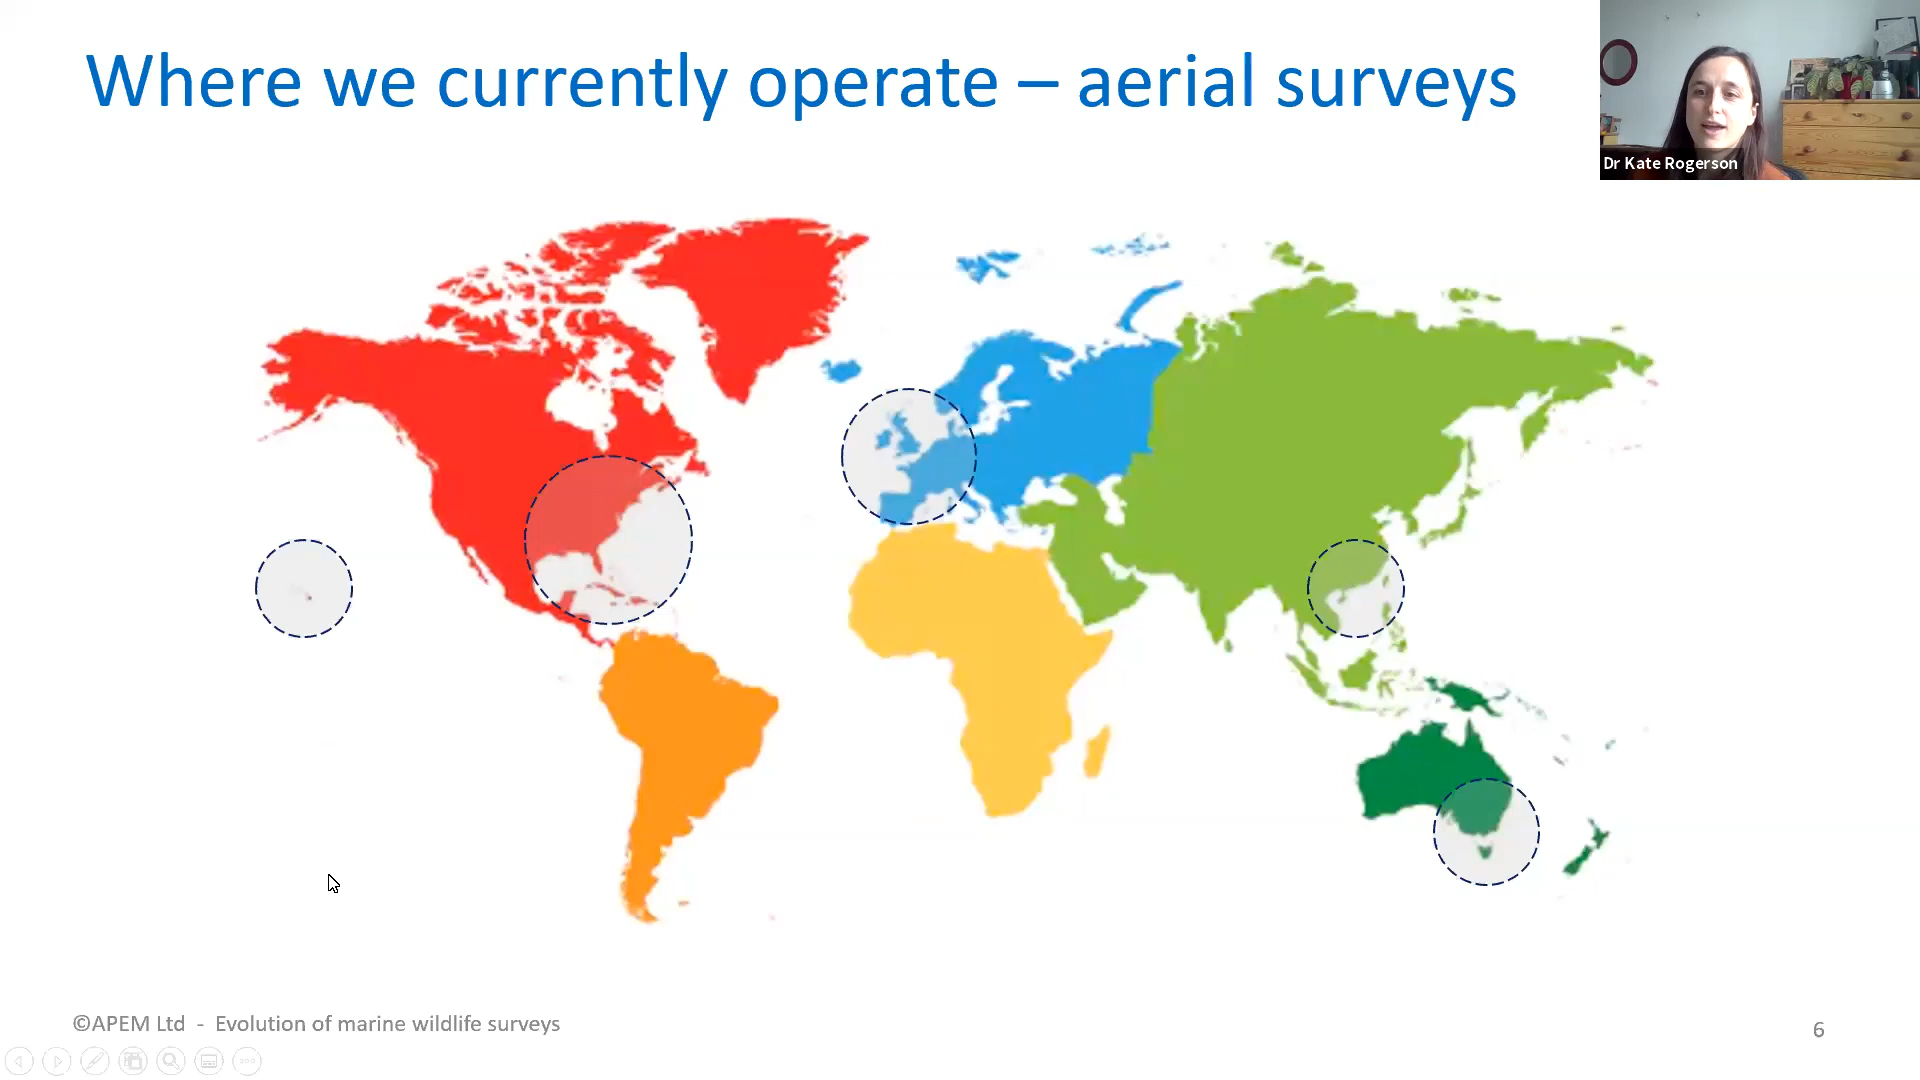 Where we currently operate – aerial surveys
Dr Kate Rogerson
©APEM Ltd - Evolution of marine wildlife surveys
6